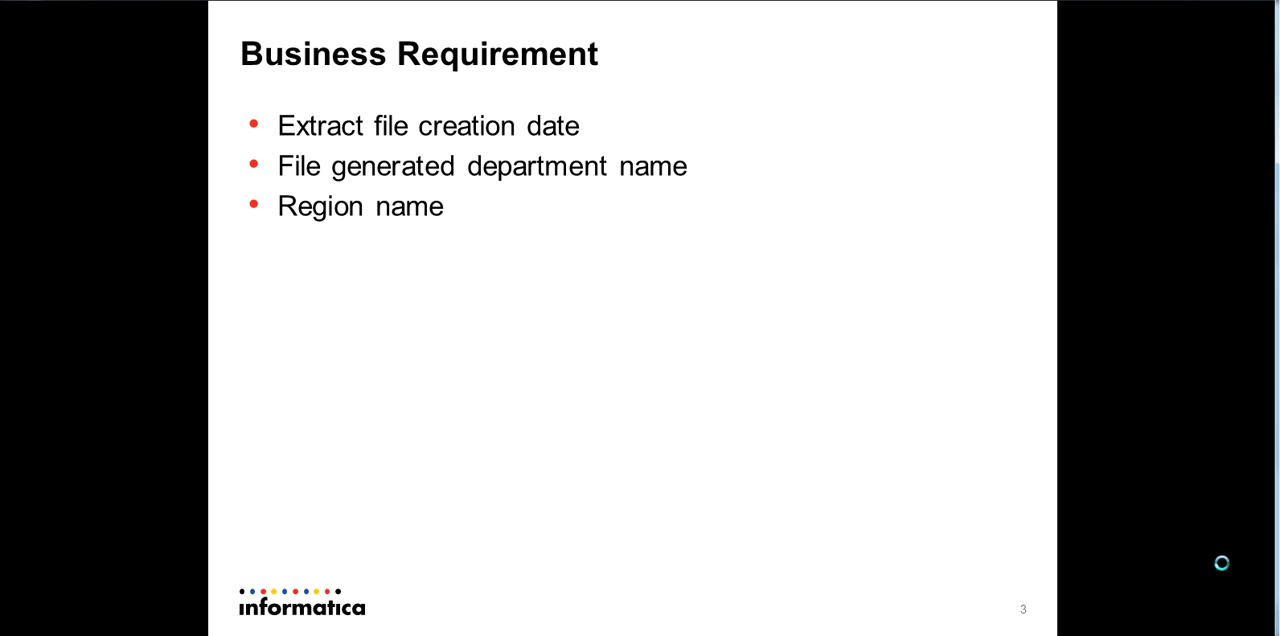 Business Requirement
• Extract file creation date
• File generated department name
• Region name
informatica
3